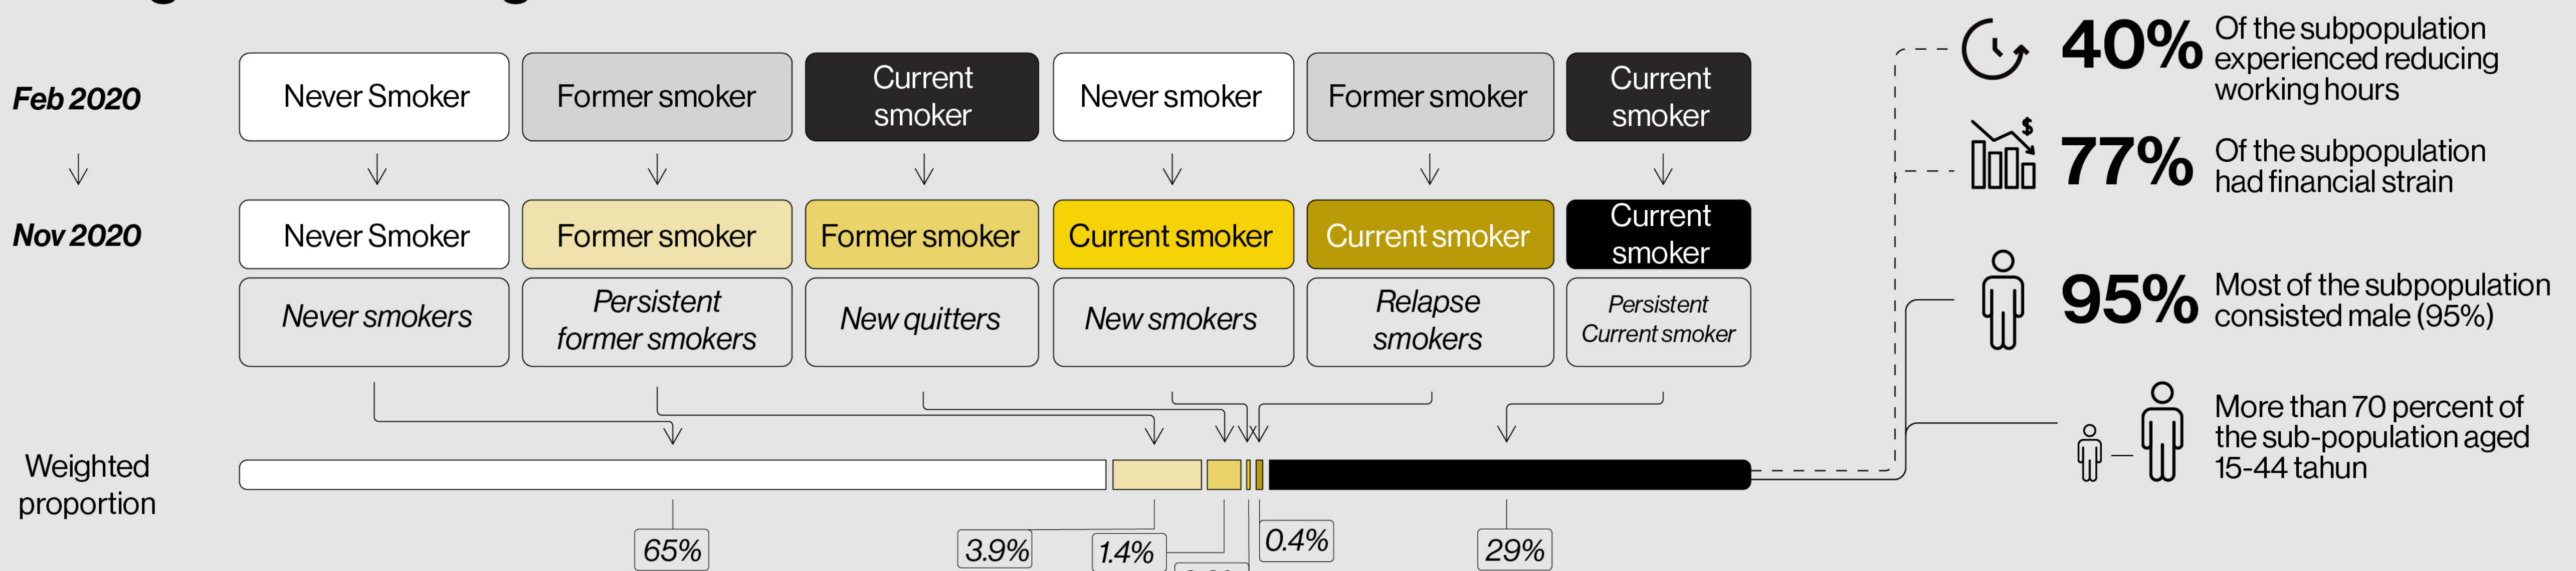 Feb 2020
Never Smoker
Former smoker
Current
smoker
Never smoker
Former smoker
Current
smoker
Nov 2020
Never Smoker
Former smoker
Former smoker
Current smoker
Current smoker
Current
smoker
Never smokers
Persistent
former smokers
New quitters
New smokers
Relapse
smokers
Persistent
Current smoker
Weighted
proportion
65%
3.9%
1.4%
0.4%
29%
40%
Of the subpopulation
experienced reducing
working hours
$
77%
Of the subpopulation
had financial strain
95%
Most of the subpopulation
consisted male (95%)
More than 70 percent of
the sub-population aged
15-44 tahun